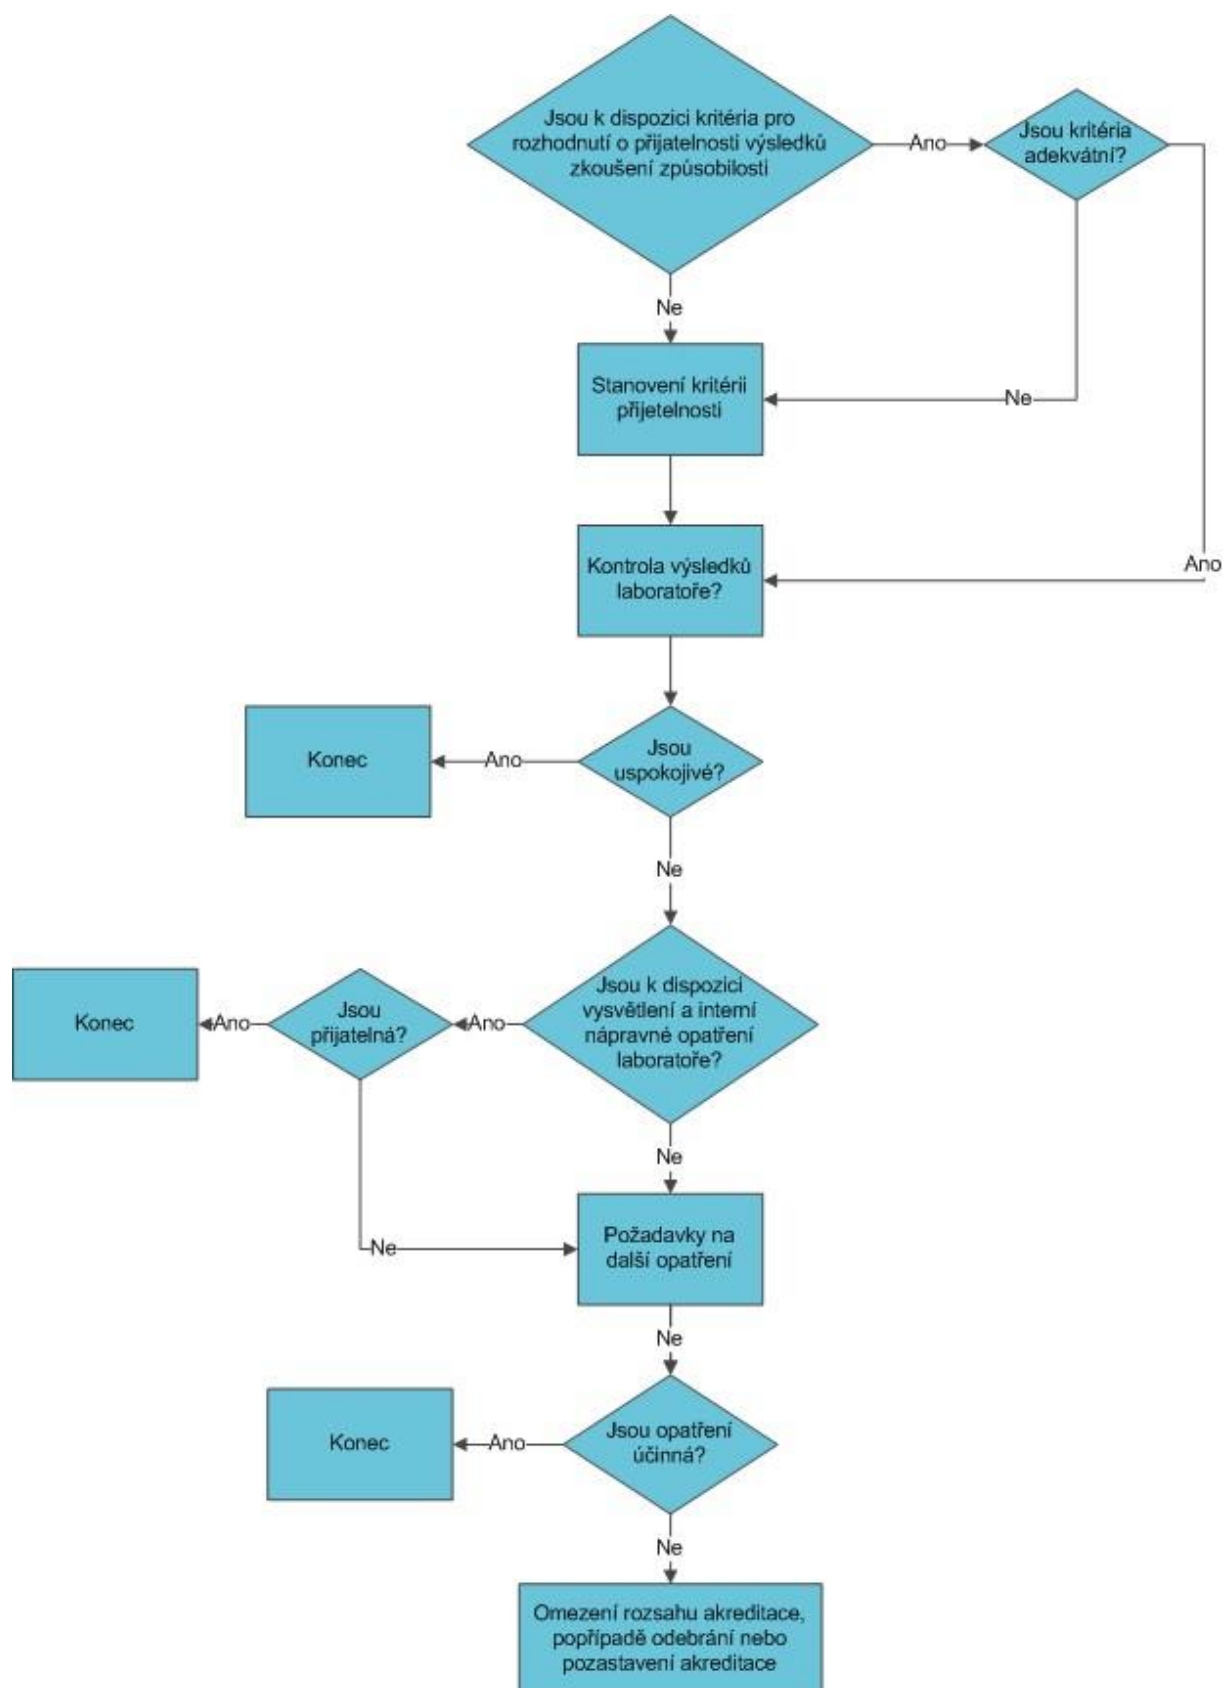 Jsou k dispozici kritéria pro
rozhodnutí o přijatelnosti výsledků
zkoušení způsobilosti
Ano
Jsou kritéria
adekvátní?
Ne
Stanovení kritérii
přijetelnosti
Ne
Kontrola výsledků
laboratoře?
Ano
Konec
Ano
Jsou
uspokojivé?
Ne
Konec
Ano
Jsou
přijatelná?
Ano
Jsou k dispozici
vysvětlení a interní
nápravné opatření
laboratoře?
Ne
Ne
Požadavky na
další opatření
Ne
Konec
Ano
Jsou opatření
účinná?
Ne
Omezení rozsahu akreditace,
popřípadě odebrání nebo
pozastavení akreditace